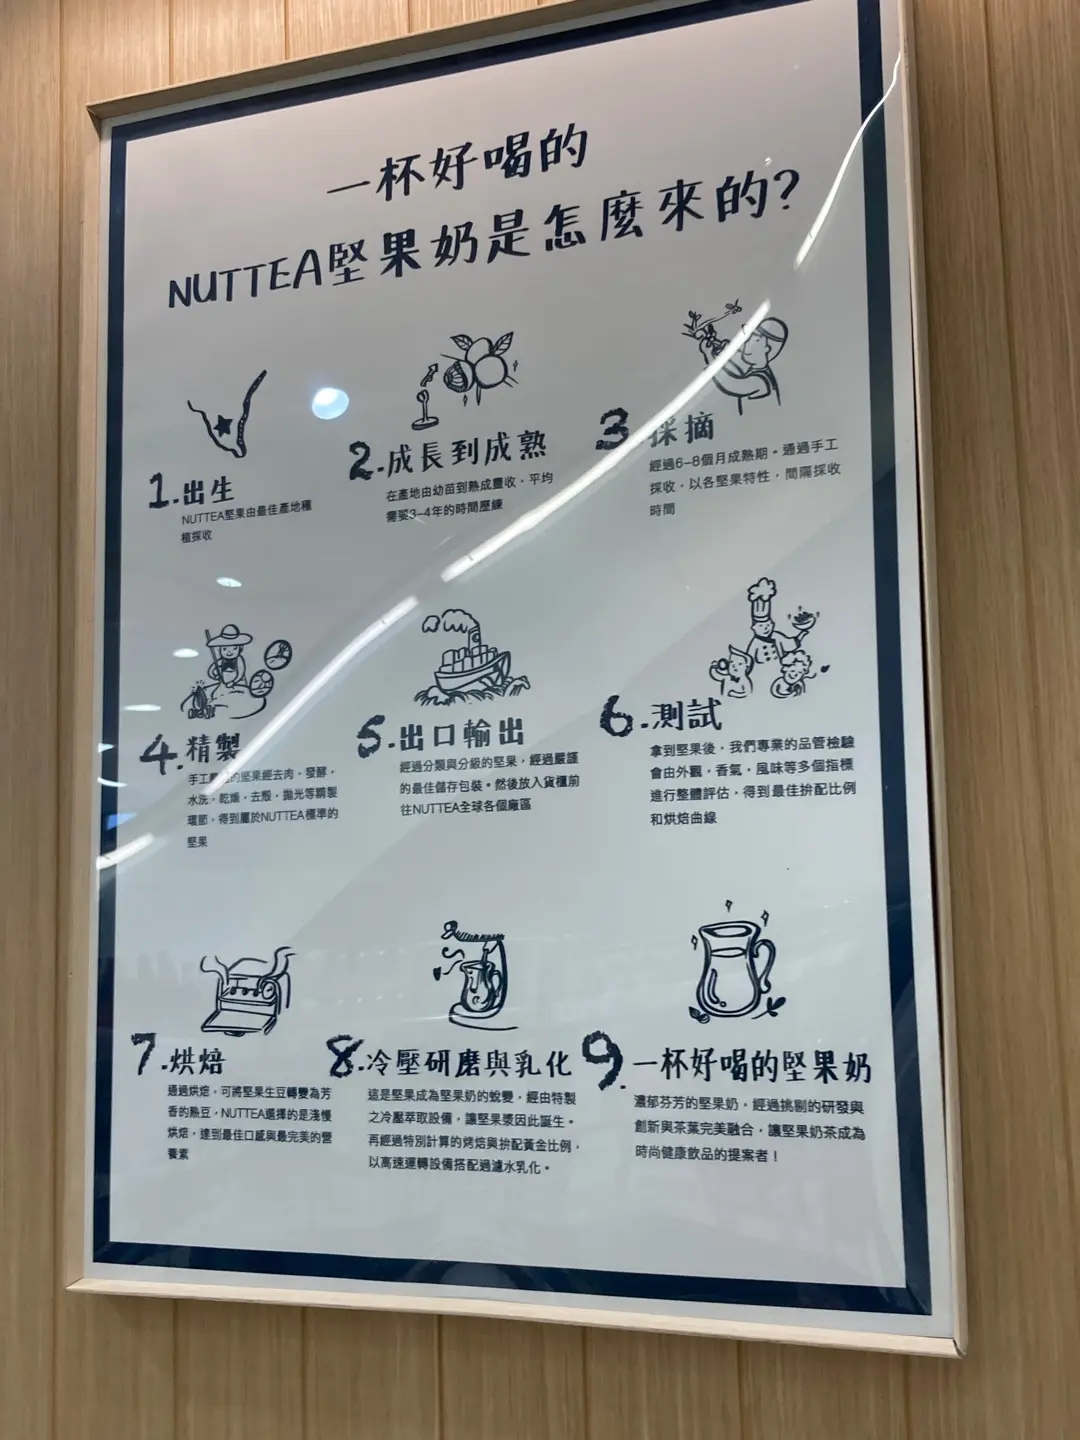 一杯好喝的
NUTTEA堅果奶是怎麼來的?
1.出生
NUTTEA堅果由最佳產地種
植採收
2.成長到成熟
在產地由幼苗到熟成豐收，平均
需要3-4年的時間歷練
3 採摘
經過6-8個月成熟期。通過手工
採收，以各堅果特性，間隔採收
時間
4.精製
手工 的堅果經去肉，發酵，
水洗，乾燥，去殼，拋光等精製
環節，得到屬於NUTTEA標準的
堅果
5.出口輸出
經過分類與分級的堅果，經過嚴謹
的最佳儲存包裝。然後放入貨櫃前
往NUTTEA全球各個廠區
6.測試
拿到堅果後，我們專業的品管檢驗
會由外觀，香氣，風味等多個指標
進行整體評估，得到最佳拚配比例
和烘焙曲線
7.烘焙
通過烘焙，可將堅果生豆轉變為芳
香的熟豆，NUTTEA選擇的是淺慢
烘焙，達到最佳口感與最完美的營
養素
8.冷壓研磨與乳化
這是堅果成為堅果奶的蛻變，經由特製
之冷壓萃取設備，讓堅果漿因此誕生。
再經過特別計算的烤焙與拚配黃金比例，
以高速運轉設備搭配過濾水乳化。
9.一杯好喝的堅果奶
濃郁芬芳的堅果奶，經過挑剔的研發與
創新與茶葉完美融合，讓堅果奶茶成為
時尚健康飲品的提案者！